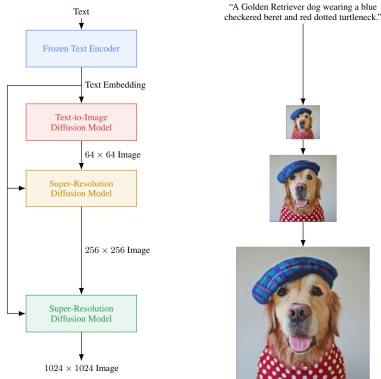 Text
Frozen Text Encoder
Text Embedding
Text-to-Image
Diffusion Model
64 × 64 Image
Super-Resolution
Diffusion Model
256 × 256 Image
Super-Resolution
Diffusion Model
1024 × 1024 Image
“A Golden Retriever dog wearing a blue
checkered beret and red dotted turtleneck.”